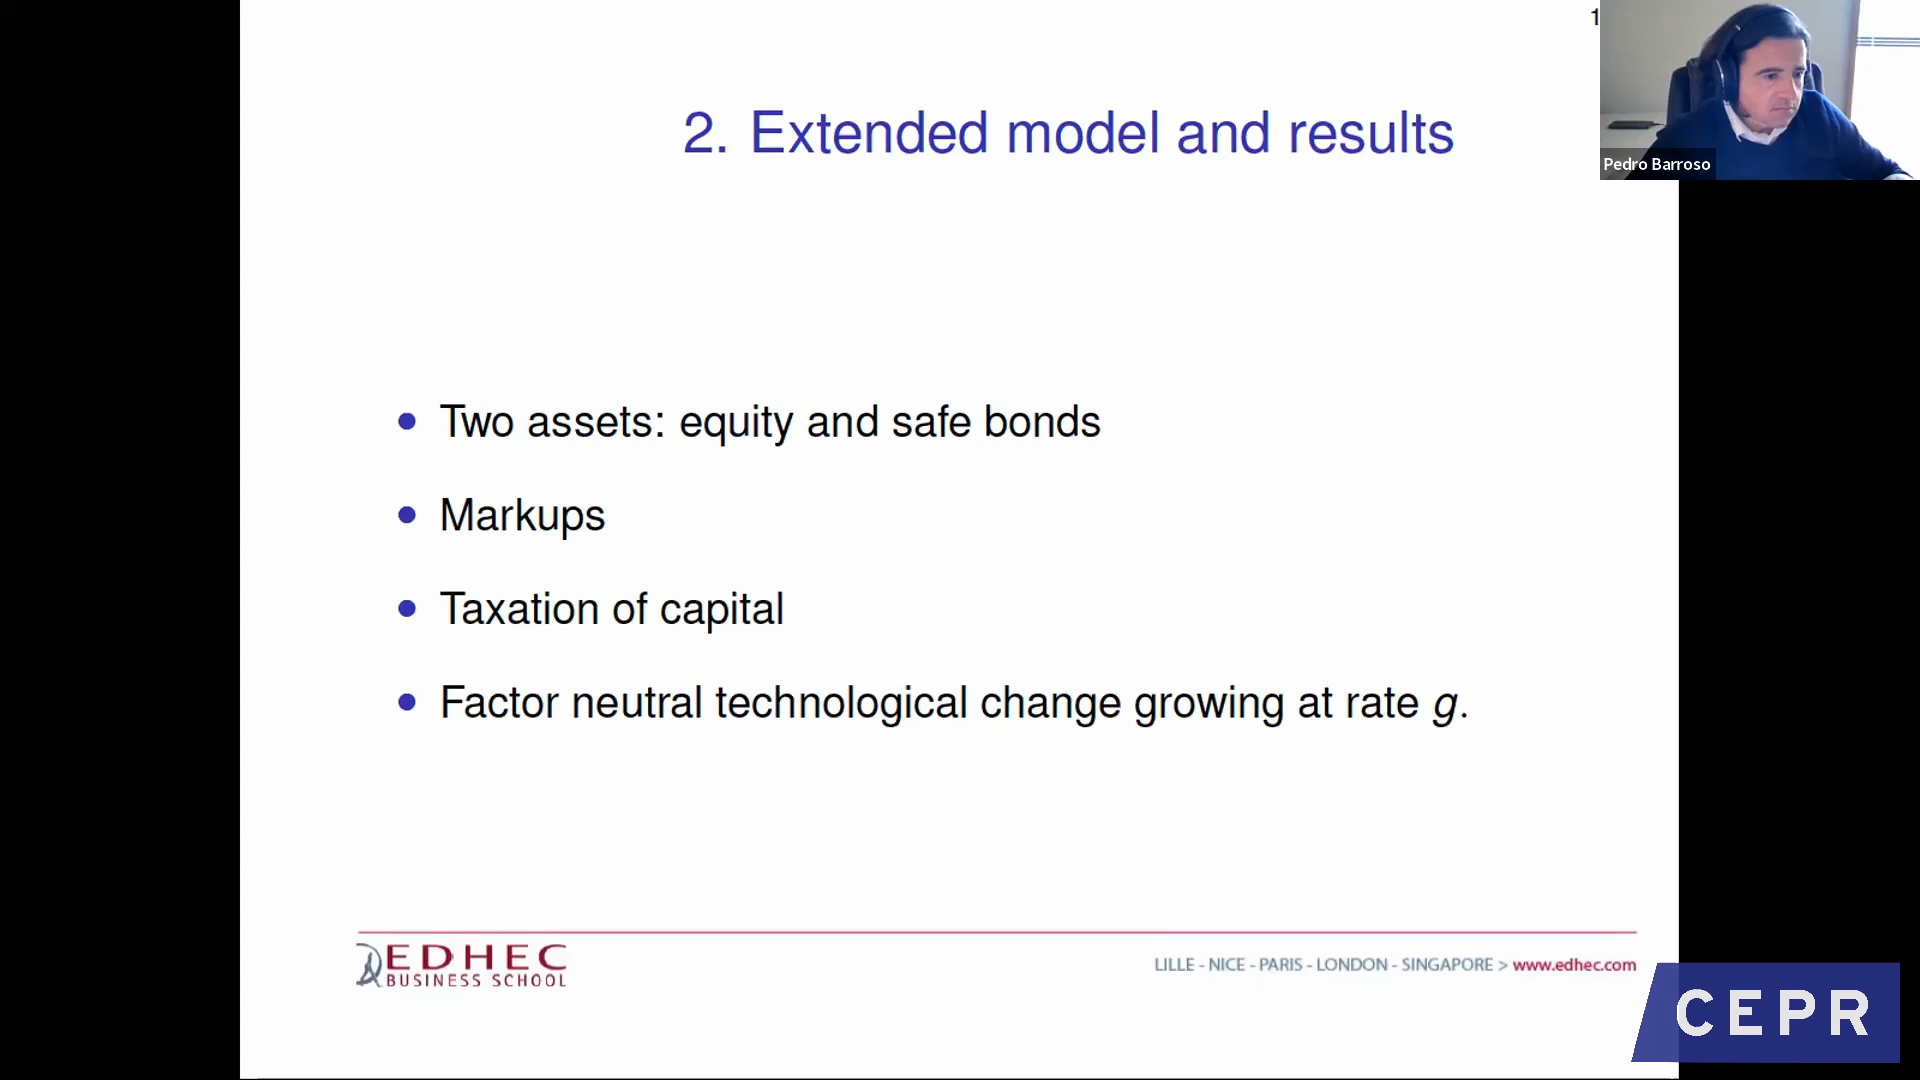 1
Pedro Barroso
2. Extended model and results
Two assets: equity and safe bonds
Markups
Taxation of capital
Factor neutral technological change growing at rate g.
EDHEC
BUSINESS SCHOOL
LILLE - NICE - PARIS - LONDON - SINGAPORE > www.edhec.com
CEPR